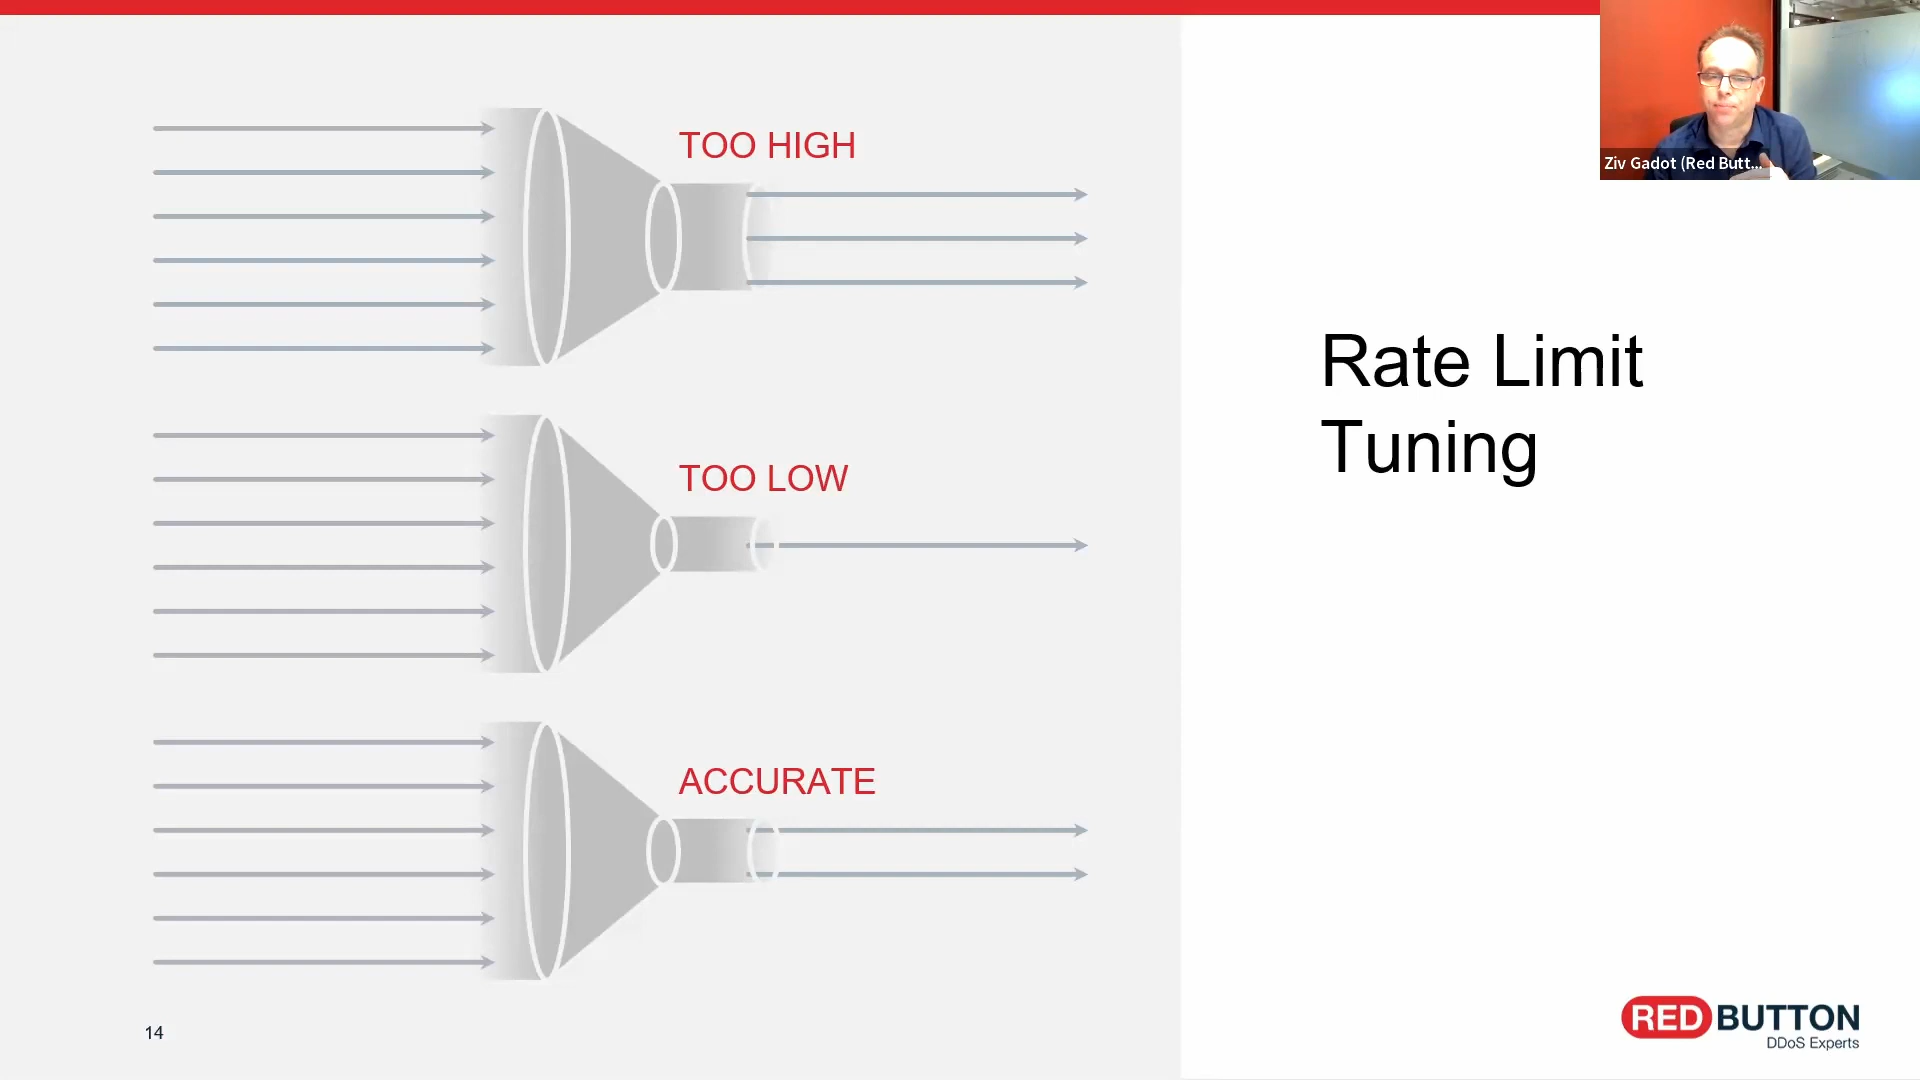 TOO HIGH
Ziv Gadot (Red Butt...
Rate Limit
Tuning
TOO LOW
ACCURATE
14
RED BUTTON
DDoS Experts